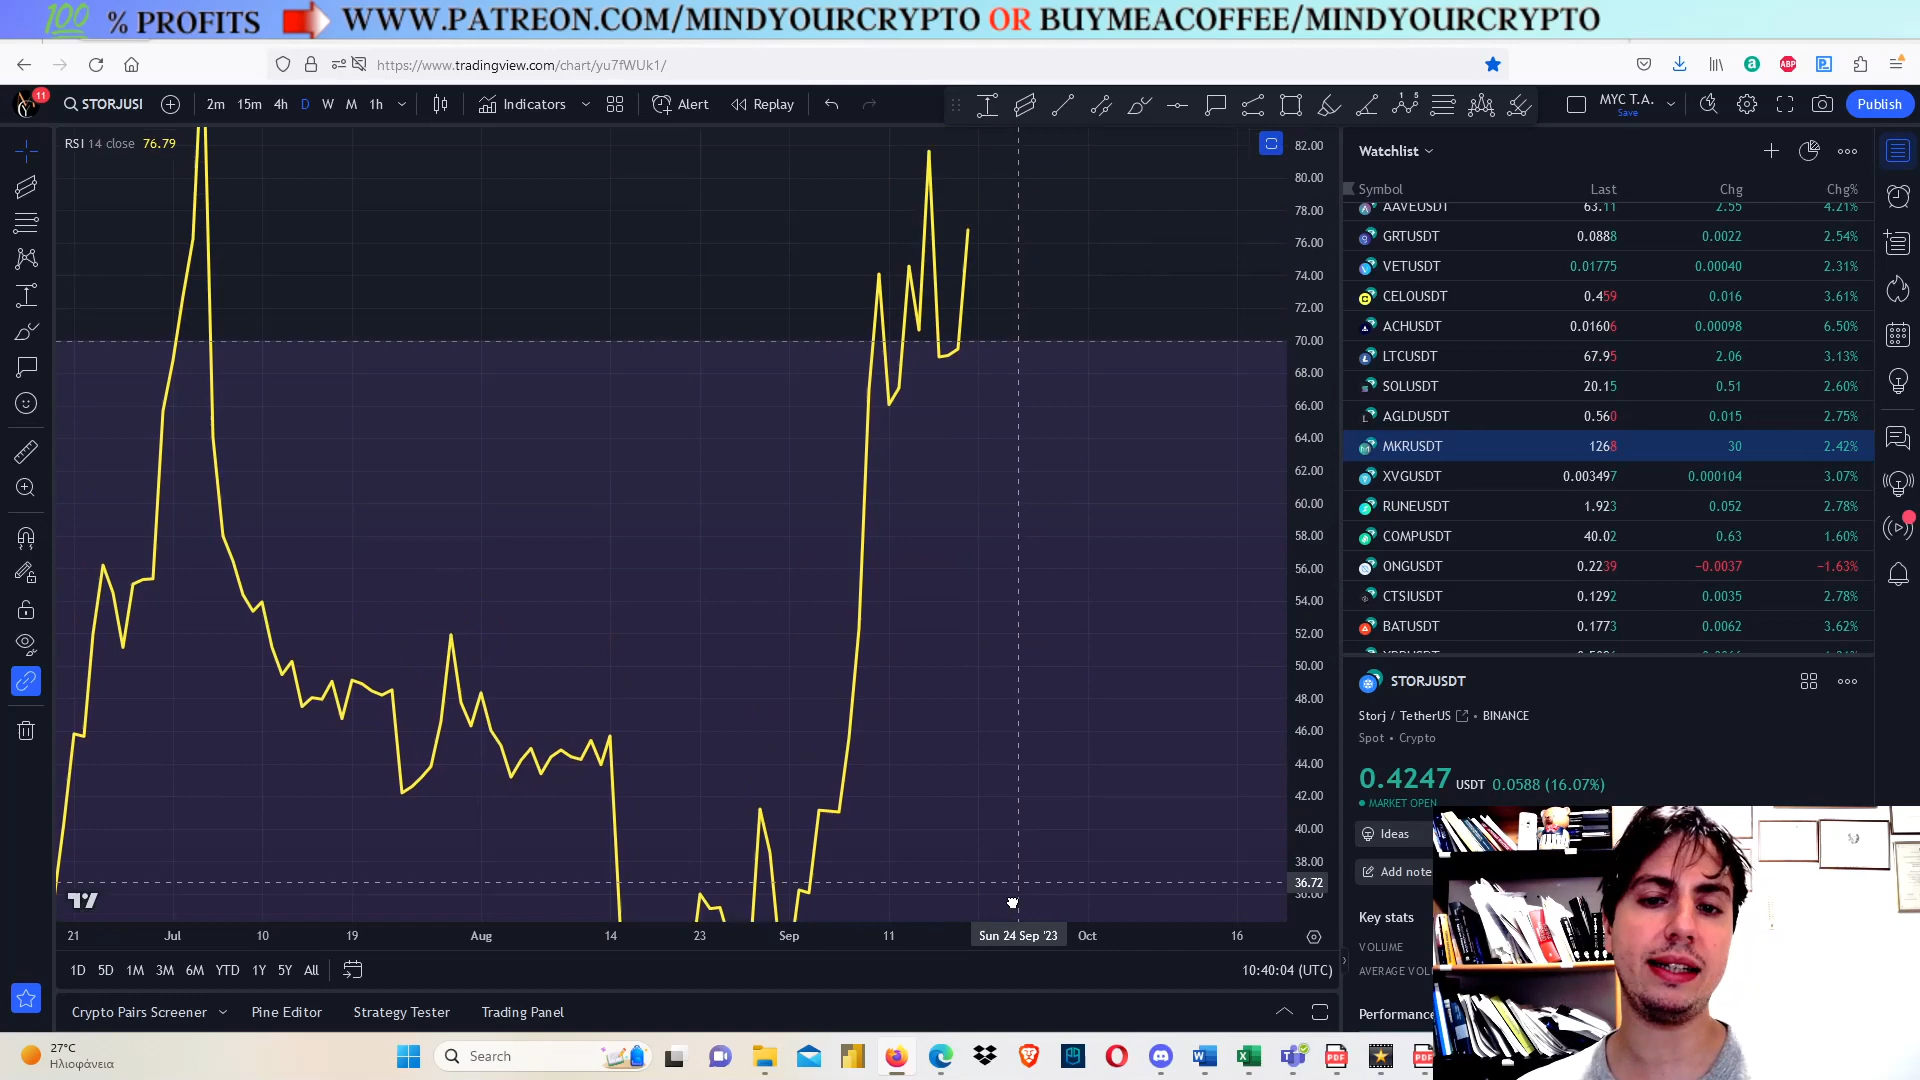 100 % PROFITS WWW.PATREON.COM/MINDYOURCRYPTO OR BUYMEACOFFEE/MINDYOURCRYPTO
https://www.tradingview.com/chart/yu7fWUk1/
11 STORJUSI 2m 15m 4h D W M 1h Indicators Alert Replay MYC T.A. Save Publish
RSI 14 close 76.79
82.00
80.00
78.00
76.00
74.00
72.00
70.00
68.00
66.00
64.00
62.00
60.00
58.00
56.00
54.00
52.00
50.00
48.00
46.00
44.00
42.00
40.00
38.00
36.72
36.00
21 Jul 10 19 Aug 14 23 Sep 11 Sun 24 Sep '23 Oct 16
1D 5D 1M 3M 6M YTD 1Y 5Y All 10:40:04 (UTC)
Crypto Pairs Screener Pine Editor Strategy Tester Trading Panel
Watchlist
Symbol Last Chg Chg%
AAVEUSDT 63.11 2.55 4.21%
GRTUSDT 0.0888 0.0022 2.54%
VETUSDT 0.01775 0.00040 2.31%
CELOUSDT 0.459 0.016 3.61%
ACHUSDT 0.01606 0.00098 6.50%
LTCUSDT 67.95 2.06 3.13%
SOLUSDT 20.15 0.51 2.60%
AGLDUSDT 0.560 0.015 2.75%
MKRUSDT 1268 30 2.42%
XVGUSDT 0.003497 0.000104 3.07%
RUNEUSDT 1.923 0.052 2.78%
COMPUSDT 40.02 0.63 1.60%
ONGUSDT 0.2239 −0.0037 −1.63%
CTSIUSDT 0.1292 0.0035 2.78%
BATUSDT 0.1773 0.0062 3.62%
STORJUSDT
Storj / TetherUS • BINANCE
Spot • Crypto
0.4247 USDT 0.0588 (16.07%)
MARKET OPEN
Ideas
Add note
Key stats
VOLUME
AVERAGE VOL
Performance
27°C
Ηλιοφάνεια
Search